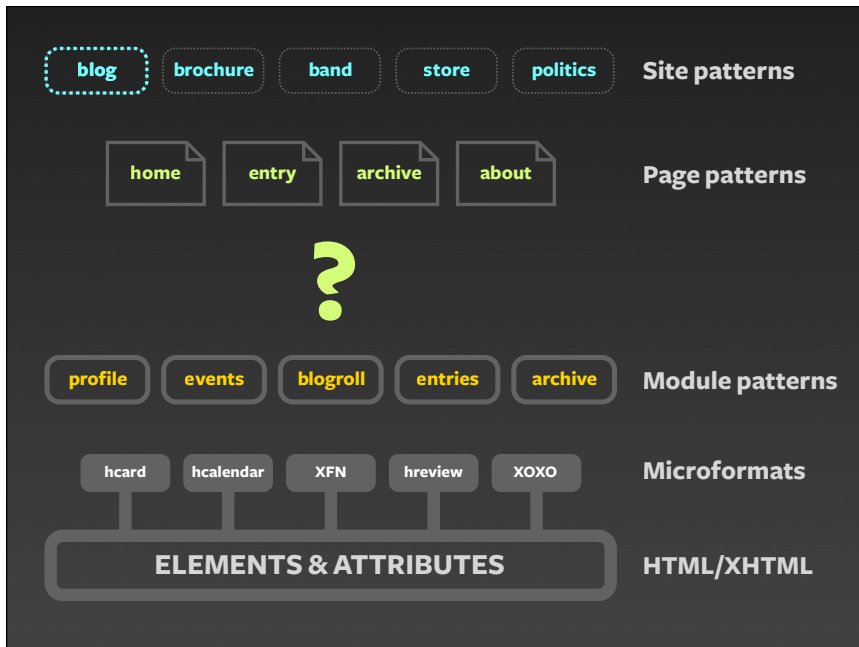 blog brochure band store politics Site patterns
home entry archive about Page patterns
?
profile events blogroll entries archive Module patterns
hcard hcalendar XFN hreview XOXO Microformats
ELEMENTS & ATTRIBUTES HTML/XHTML